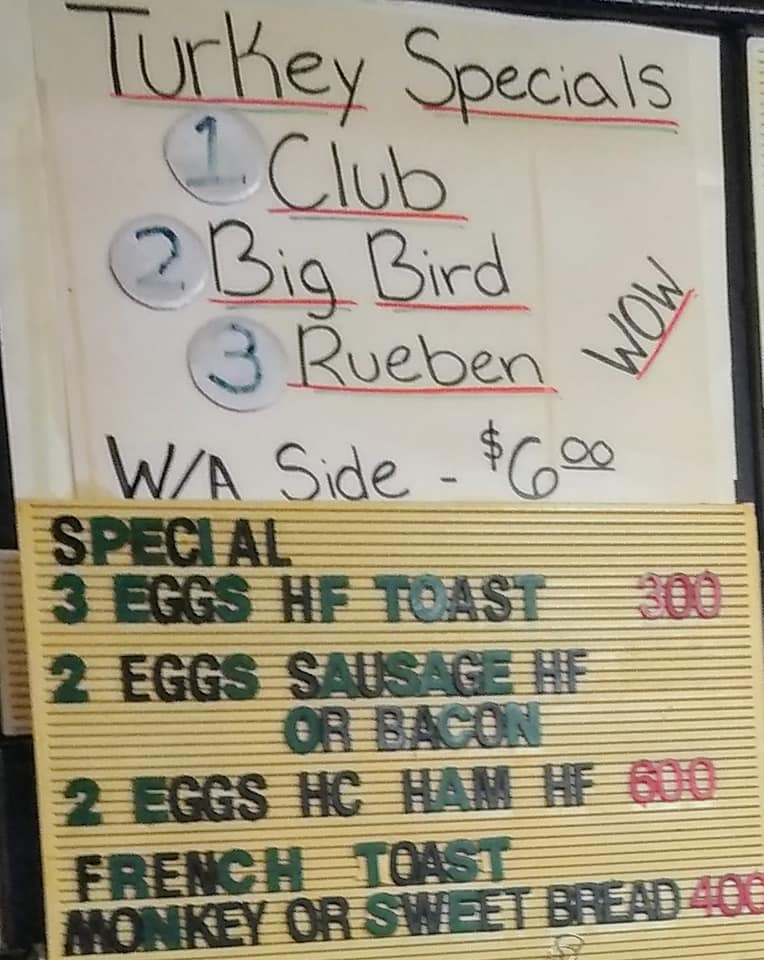 Turkey Specials
1. Club
2. Big Bird
3 Rueben
WOW
W/A Side - $6 00
SPECIAL
3 EGGS HF TOAST 300
2 EGGS SAUSAGE HF
OR BACON
2 EGGS HC HAM HF 600
FRENCH TOAST
MONKEY OR SWEET BREAD 400